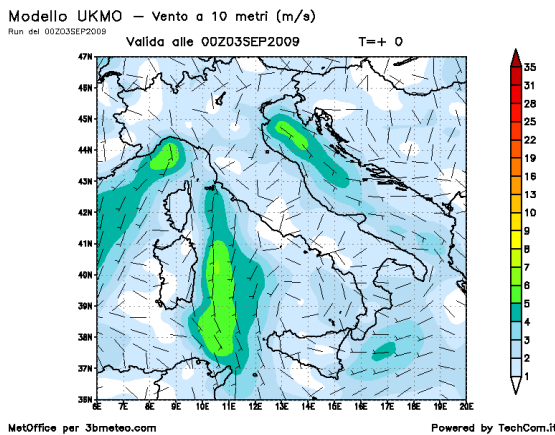 Modello UKMO – Vento a 10 metri (m/s)
Run del 00Z03SEP2009
Valida alle 00Z03SEP2009 T=+ 0
47N
46N
45N
44N
43N
42N
41N
40N
39N
38N
37N
36N
6E 7E 8E 9E 10E 11E 12E 13E 14E 15E 16E 17E 18E 19E 20E
35
31
28
25
22
19
16
13
10
9
8
7
6
5
4
3
2
1
MetOffice per 3bmeteo.com Powered by TechCom.it